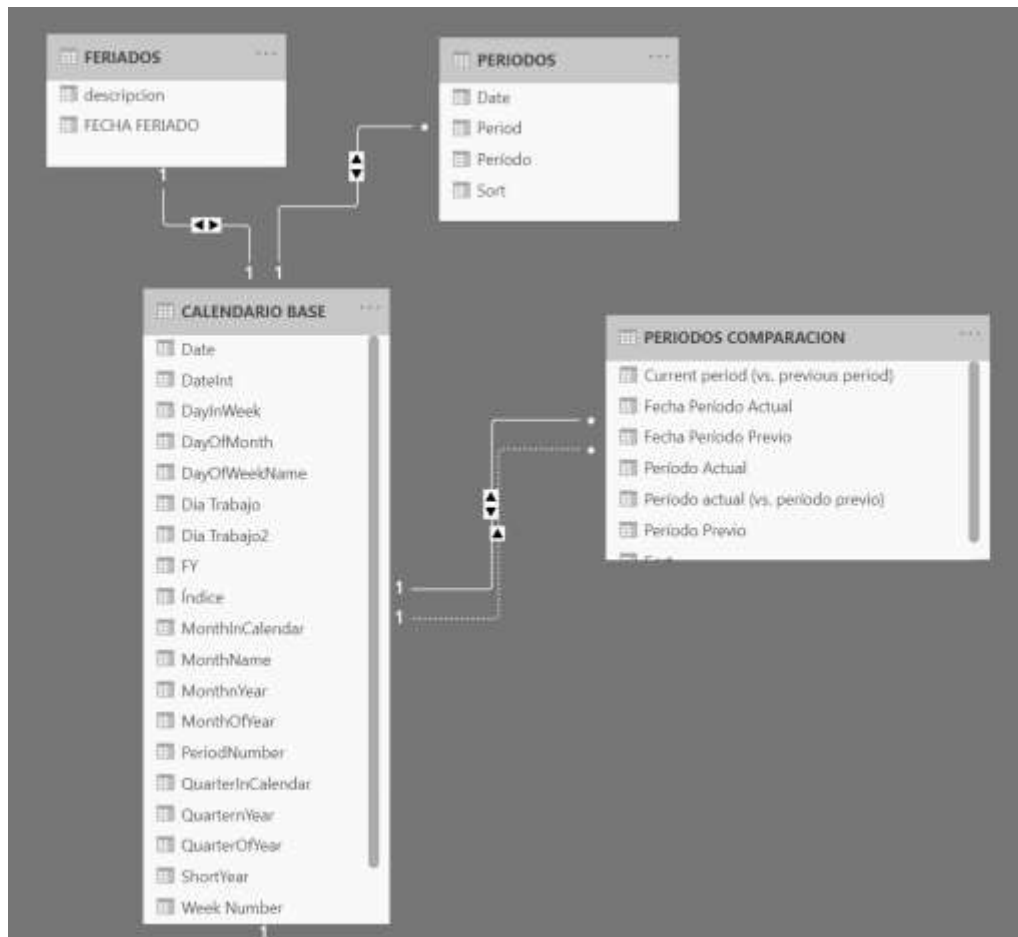 FERIADOS
descripcion
FECHA FERIADO
PERIODOS
Date
Period
Período
Sort
1
1
1
CALENDARIO BASE
Date
DateInt
DayInWeek
DayOfMonth
DayOfWeekName
Dia Trabajo
Dia Trabajo2
FY
Índice
MonthInCalendar
MonthName
MonthnYear
MonthOfYear
PeriodNumber
QuarterInCalendar
QuarternYear
QuarterOfYear
ShortYear
Week Number
1
1
1
PERIODOS COMPARACION
Current period (vs. previous period)
Fecha Período Actual
Fecha Período Previo
Período Actual
Período actual (vs. período previo)
Período Previo